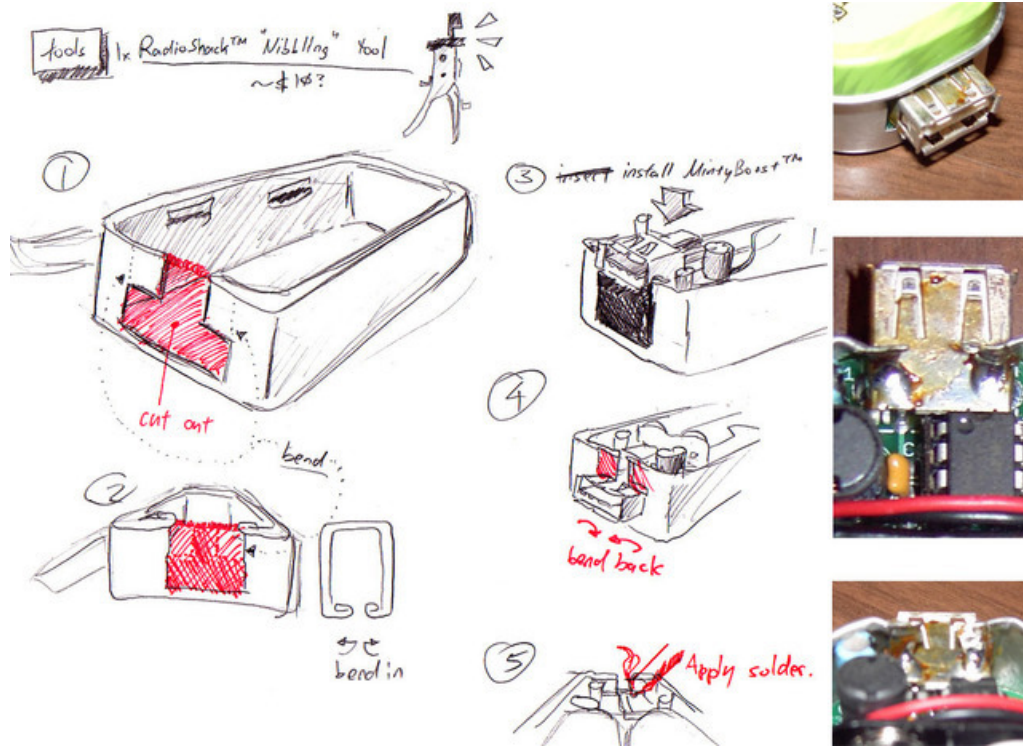 tools
1x RadioShack™ "Nibbling" tool
~$10?
1
cut out
bend
2
bend in
3 insert install MintyBoost™
4
bend back
5
Apply solder.
C